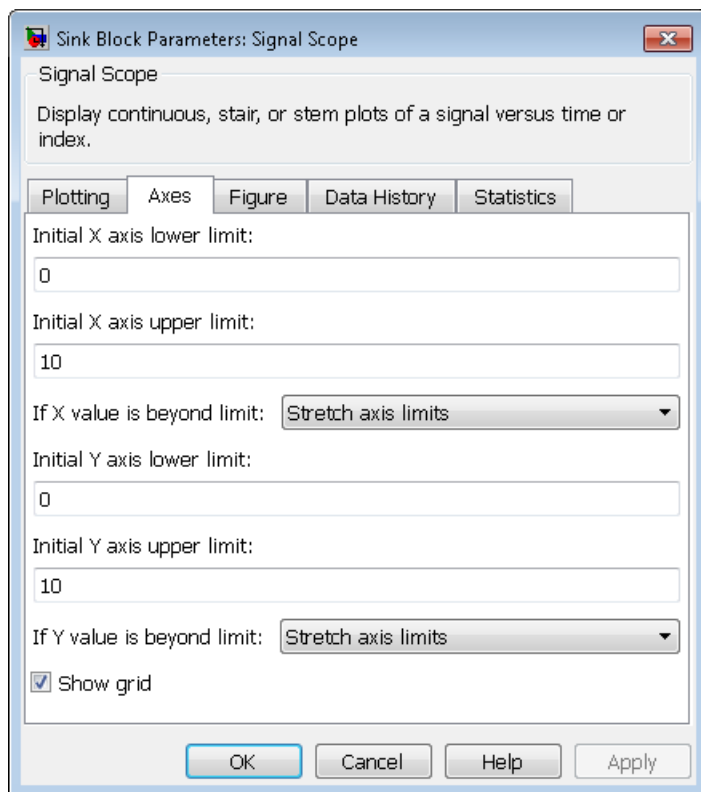 Sink Block Parameters: Signal Scope
Signal Scope
Display continuous, stair, or stem plots of a signal versus time or
index.
Plotting Axes Figure Data History Statistics
Initial X axis lower limit:
0
Initial X axis upper limit:
10
If X value is beyond limit: Stretch axis limits
Initial Y axis lower limit:
0
Initial Y axis upper limit:
10
If Y value is beyond limit: Stretch axis limits
Show grid
OK Cancel Help Apply